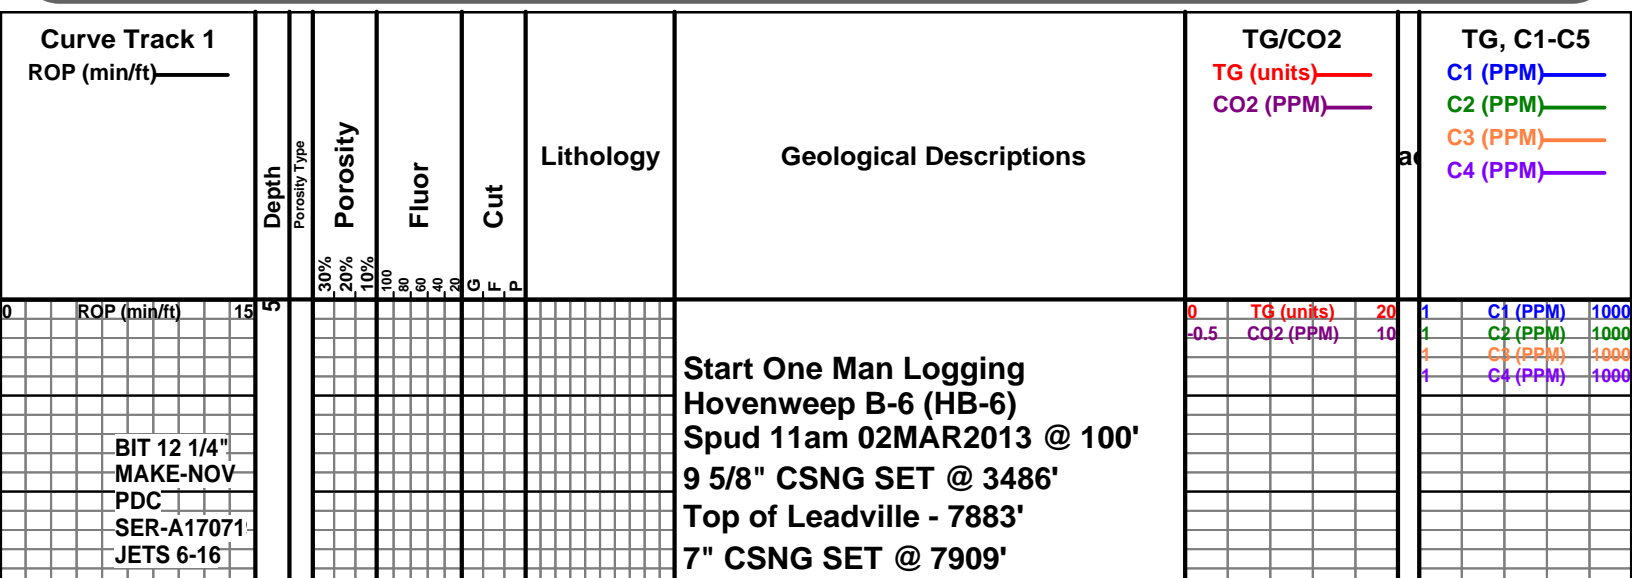 Curve Track 1
ROP (min/ft)
Depth
Porosity Type
Porosity
30%
20%
10%
Fluor
100
80
60
40
20
Cut
G
F
P
Lithology
Geological Descriptions
TG/CO2
TG (units)
CO2 (PPM)
TG, C1-C5
C1 (PPM)
C2 (PPM)
C3 (PPM)
C4 (PPM)
0 ROP (min/ft) 15
5
0 TG (units) 20
-0.5 CO2 (PPM) 10
1 C1 (PPM) 1000
1 C2 (PPM) 1000
1 C3 (PPM) 1000
1 C4 (PPM) 1000
BIT 12 1/4"
MAKE-NOV
PDC
SER-A17071
JETS 6-16
Start One Man Logging
Hovenweep B-6 (HB-6)
Spud 11am 02MAR2013 @ 100'
9 5/8" CSNG SET @ 3486'
Top of Leadville - 7883'
7" CSNG SET @ 7909'